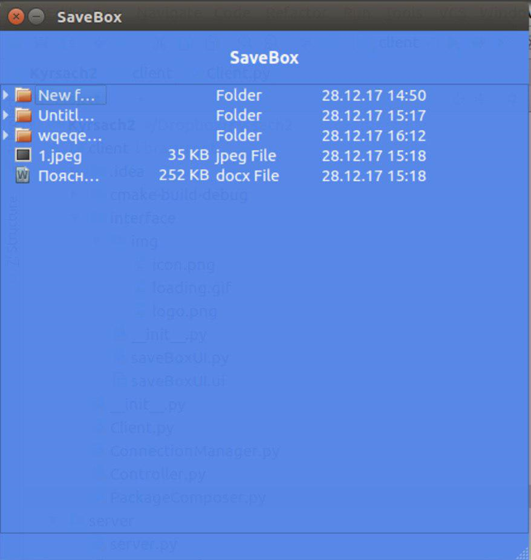 SaveBox
Kyrsach2 client Client.py
SaveBox
New f... Folder 28.12.17 14:50
Untitl... Folder 28.12.17 15:17
wqeqe... Folder 28.12.17 16:12
1.jpeg 35 KB jpeg File 28.12.17 15:18
Поясн... 252 KB docx File 28.12.17 15:18
cmake-build-debug
interface
img
icon.png
loading.gif
logo.png
__init__.py
saveBoxUi.py
saveBoxUi.ui
__init__.py
Client.py
ConnectionManager.py
Controller.py
PackageComposer.py
server
server.py